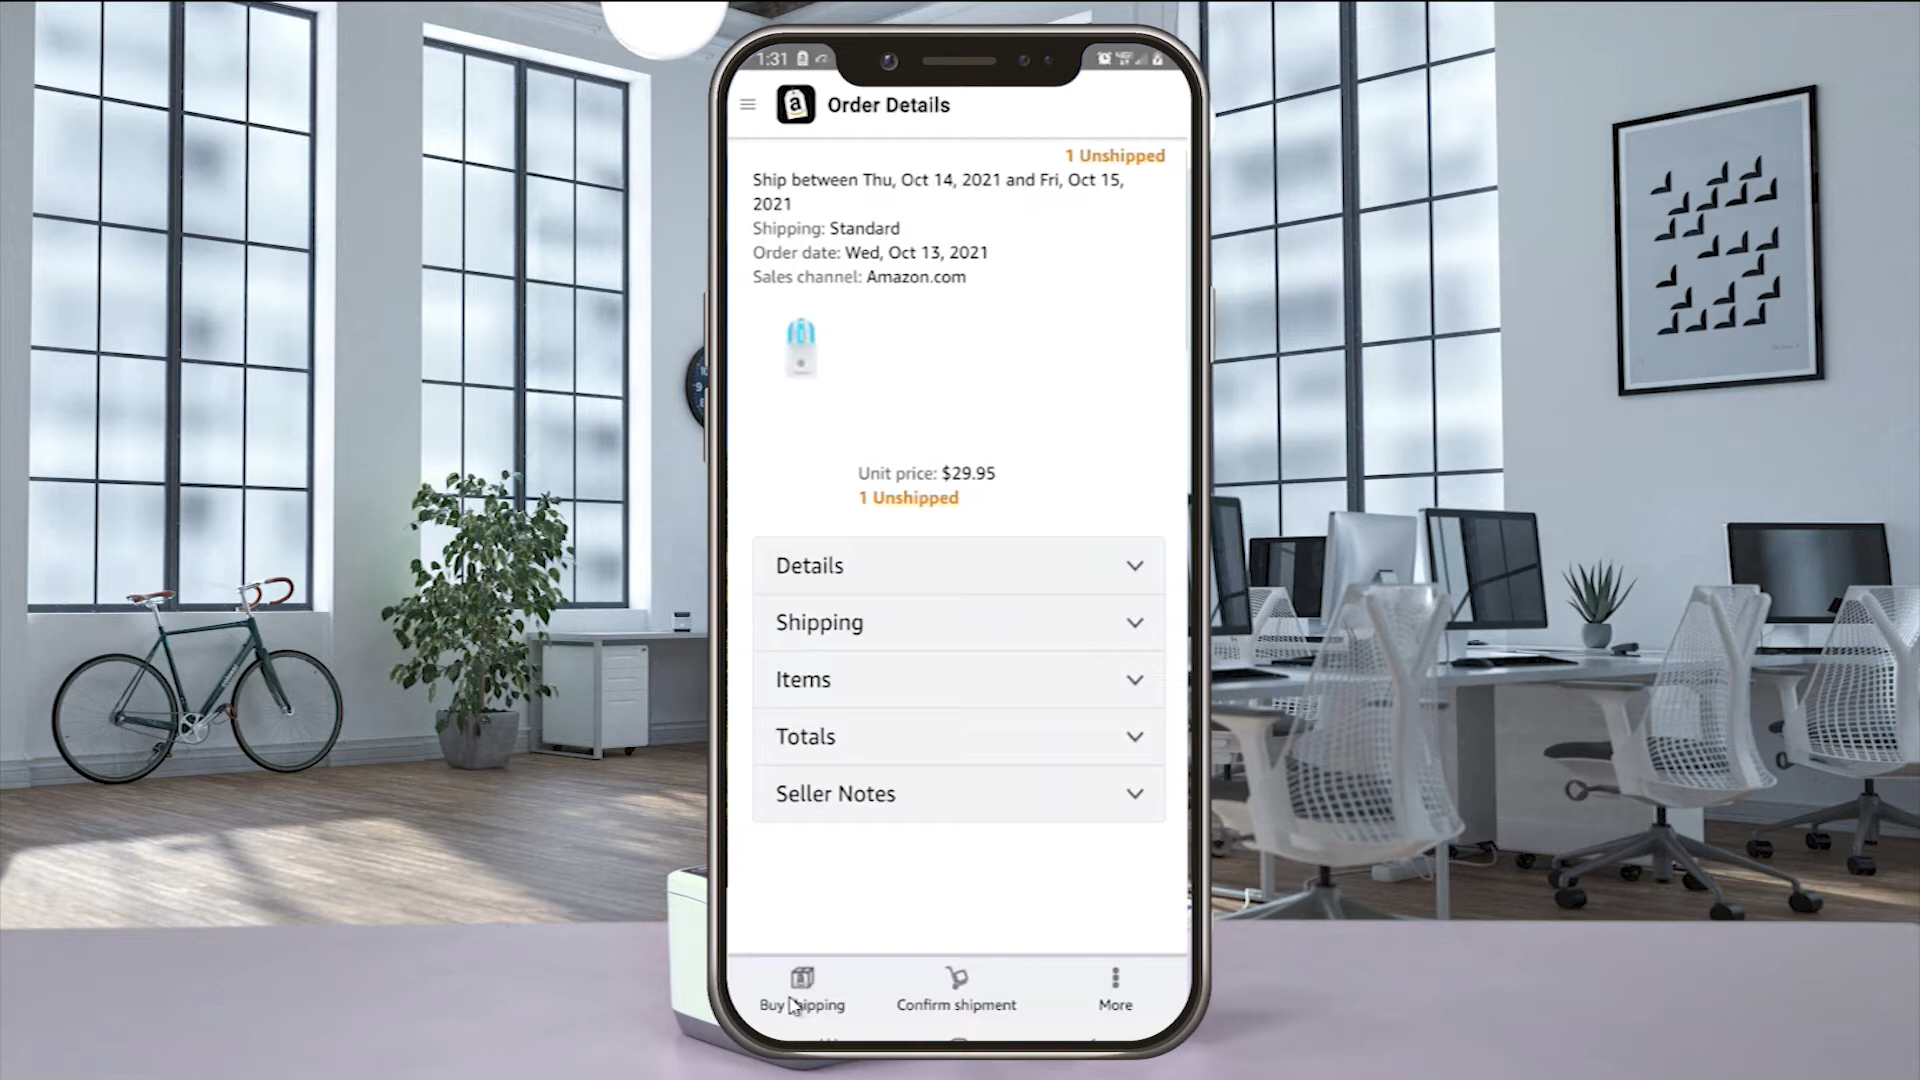 1:31
Order Details
1 Unshipped
Ship between Thu, Oct 14, 2021 and Fri, Oct 15,
2021
Shipping: Standard
Order date: Wed, Oct 13, 2021
Sales channel: Amazon.com
Unit price: $29.95
1 Unshipped
Details
Shipping
Items
Totals
Seller Notes
Buy Shipping
Confirm shipment
More